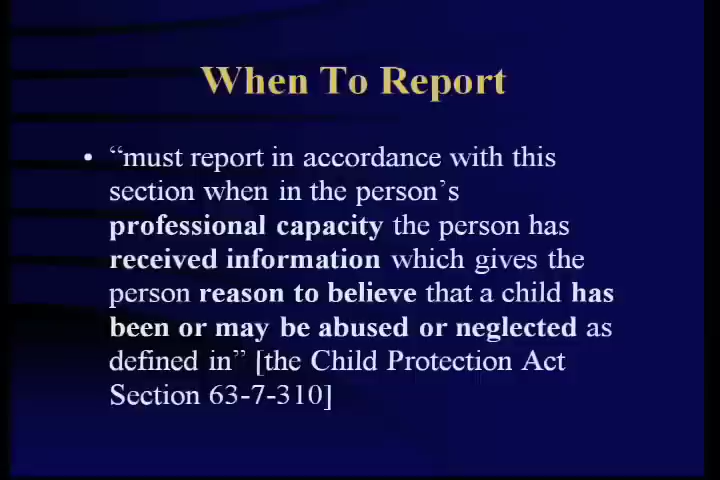 When To Report
• “must report in accordance with this
section when in the person’s
professional capacity the person has
received information which gives the
person reason to believe that a child has
been or may be abused or neglected as
defined in” [the Child Protection Act
Section 63-7-310]